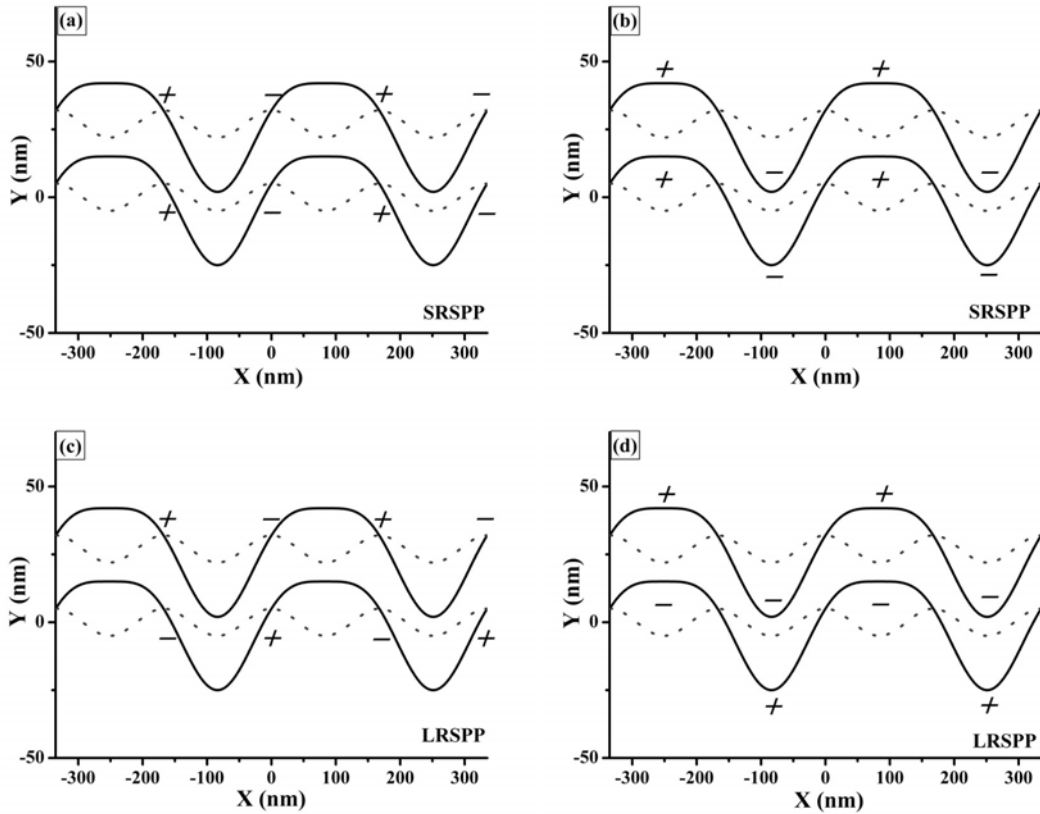 (a)
+ − + −
+ − + −
SRSPP
50
0
-50
Y (nm)
-300 -200 -100 0 100 200 300
X (nm)
(b)
+ +
− −
+ +
− −
SRSPP
50
0
-50
Y (nm)
-300 -200 -100 0 100 200 300
X (nm)
(c)
+ − + −
− + − +
LRSPP
50
0
-50
Y (nm)
-300 -200 -100 0 100 200 300
X (nm)
(d)
+ +
− −
− −
+ +
LRSPP
50
0
-50
Y (nm)
-300 -200 -100 0 100 200 300
X (nm)